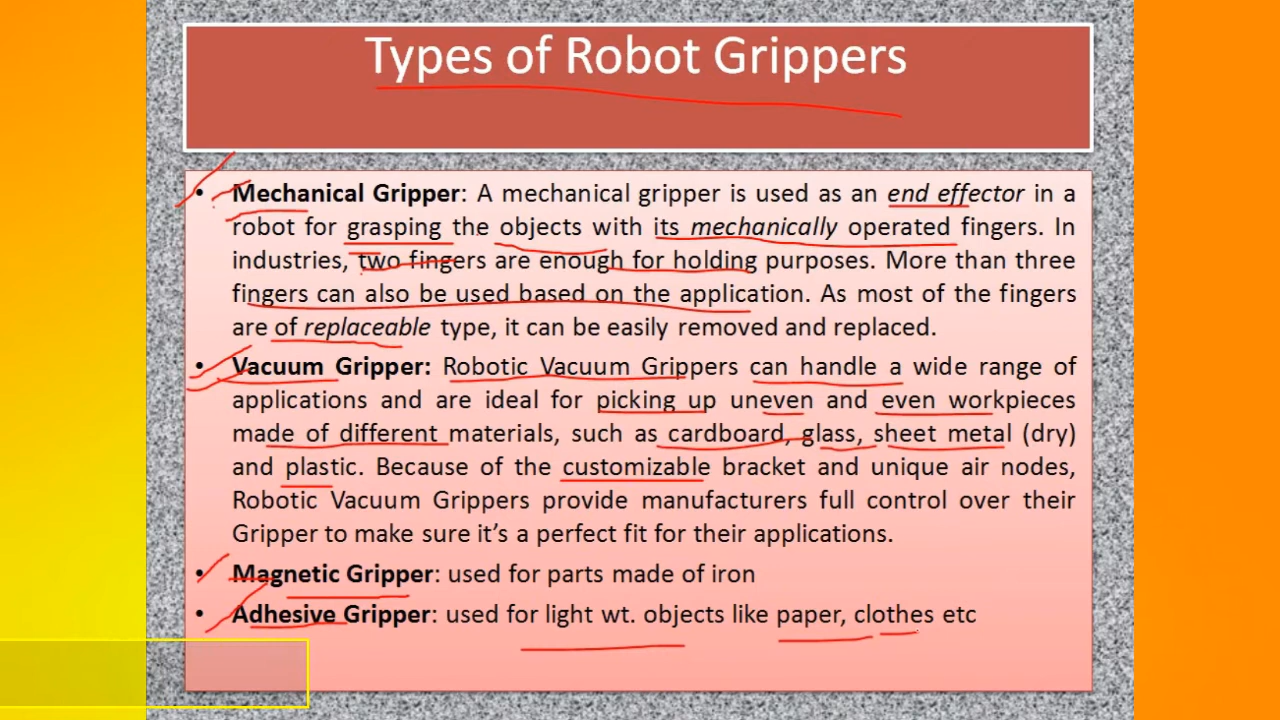 Types of Robot Grippers
• Mechanical Gripper: A mechanical gripper is used as an end effector in a
robot for grasping the objects with its mechanically operated fingers. In
industries, two fingers are enough for holding purposes. More than three
fingers can also be used based on the application. As most of the fingers
are of replaceable type, it can be easily removed and replaced.
• Vacuum Gripper: Robotic Vacuum Grippers can handle a wide range of
applications and are ideal for picking up uneven and even workpieces
made of different materials, such as cardboard, glass, sheet metal (dry)
and plastic. Because of the customizable bracket and unique air nodes,
Robotic Vacuum Grippers provide manufacturers full control over their
Gripper to make sure it's a perfect fit for their applications.
• Magnetic Gripper: used for parts made of iron
• Adhesive Gripper: used for light wt. objects like paper, clothes etc